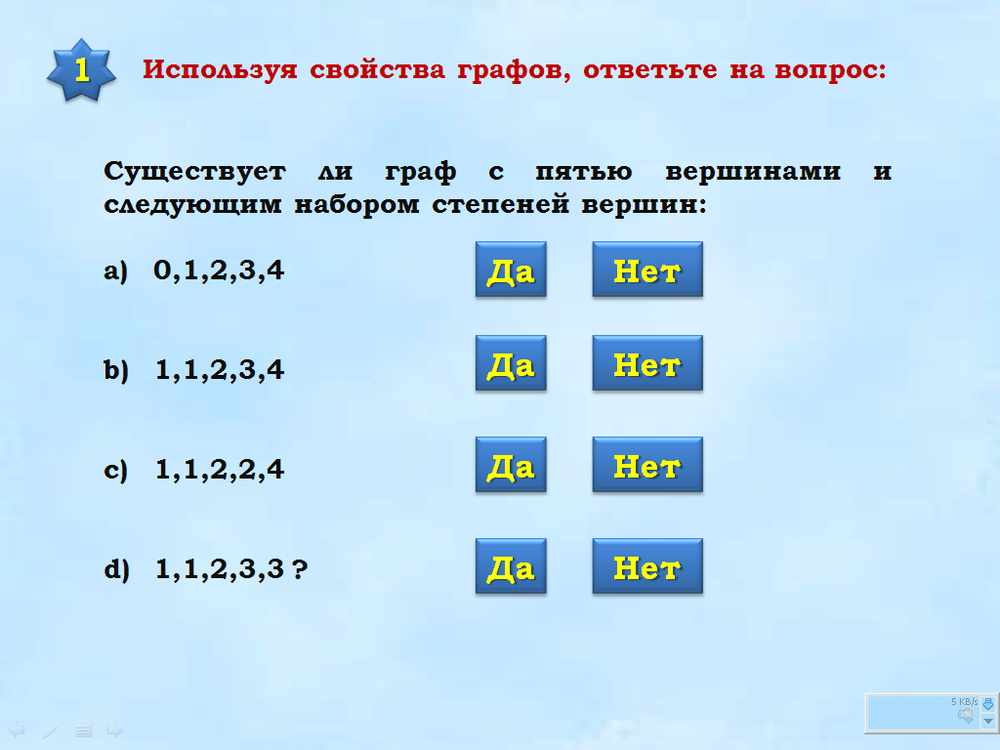 1 Используя свойства графов, ответьте на вопрос:
Существует ли граф с пятью вершинами и
следующим набором степеней вершин:
a) 0,1,2,3,4 Да Нет
b) 1,1,2,3,4 Да Нет
c) 1,1,2,2,4 Да Нет
d) 1,1,2,3,3 ? Да Нет
5 KB/s